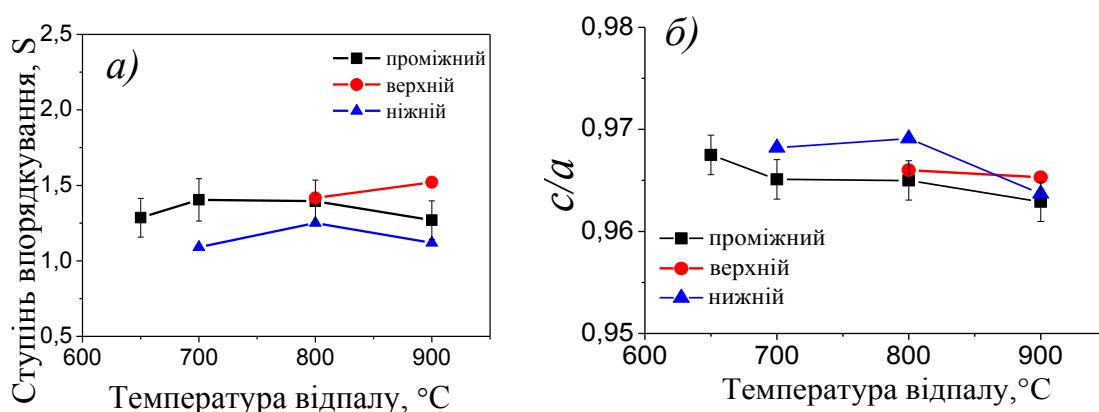 а)
Ступінь впорядкування, S
2,5
2,0
1,5
1,0
0,5
600
700
800
900
Температура відпалу, °C
проміжний
верхній
ніжній
б)
c/a
0,98
0,97
0,96
0,95
600
700
800
900
Температура відпалу,°C
проміжний
верхній
нижній